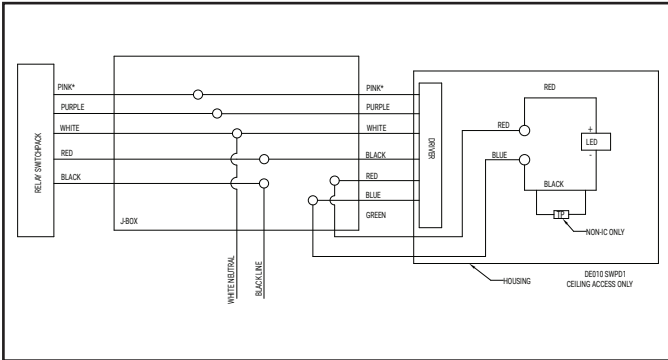 PINK*
PURPLE
WHITE
RED
BLACK
RELAY SWITCHPACK
J-BOX
WHITE NEUTRAL
BLACK LINE
PINK*
PURPLE
WHITE
BLACK
RED
BLUE
GREEN
DRIVER
RED
RED
BLUE
+
LED
-
BLACK
TP
NON-IC ONLY
HOUSING
DE010 SWPD1
CEILING ACCESS ONLY